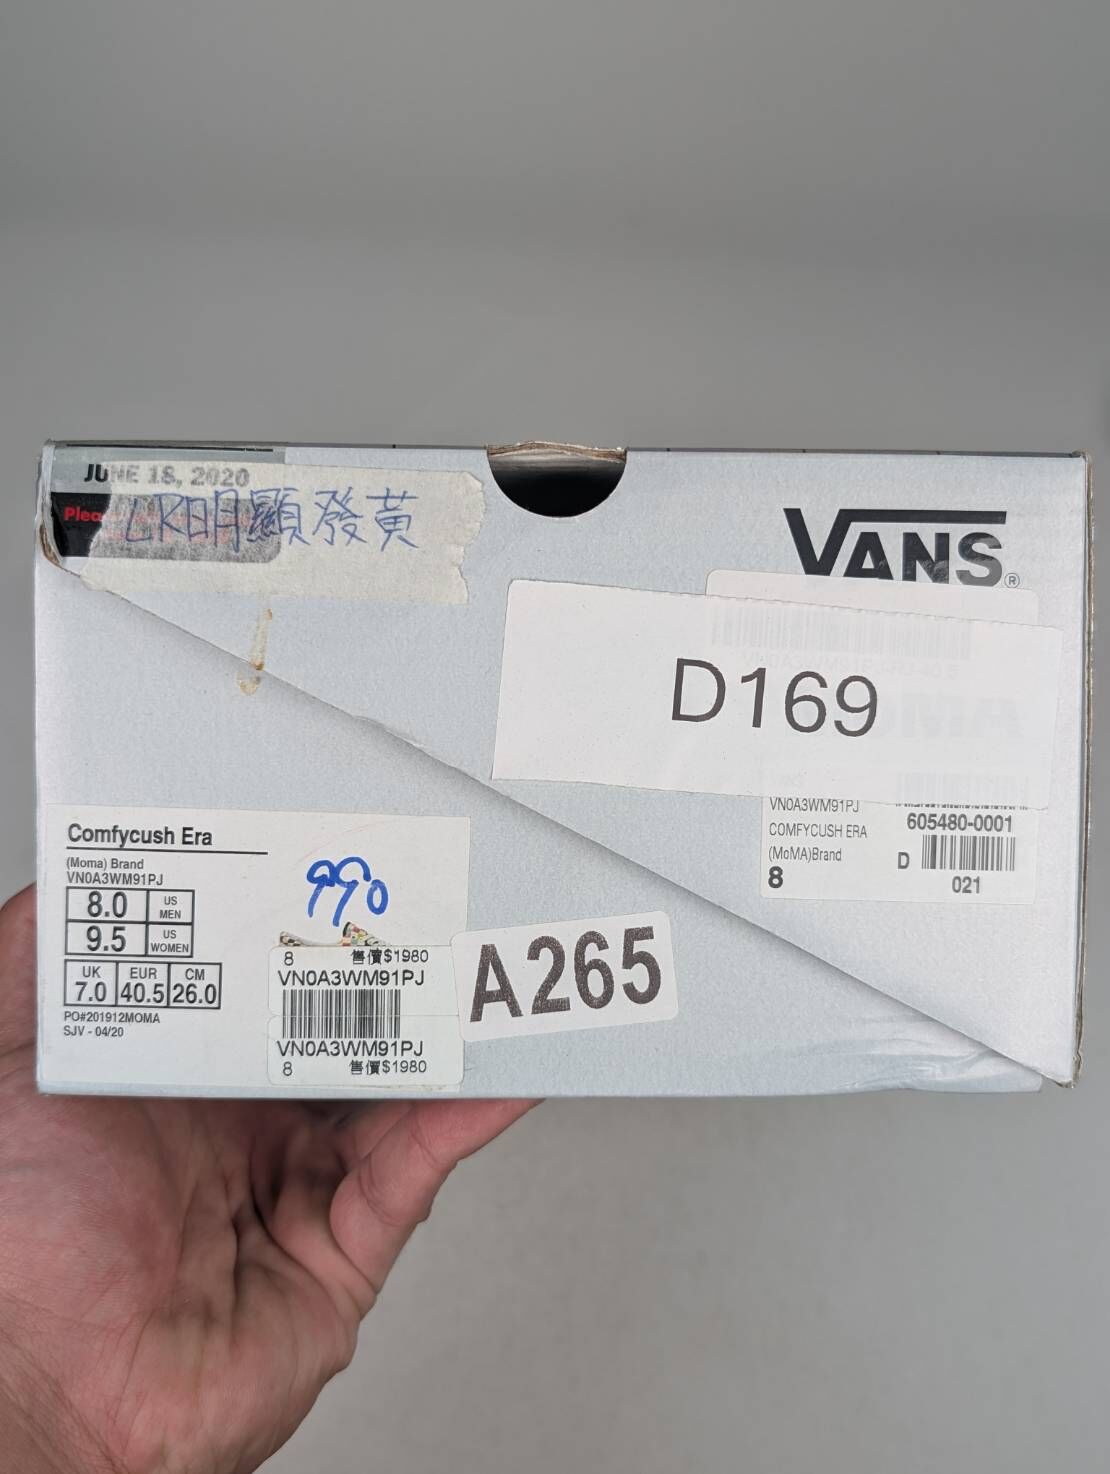 JUNE 18, 2020
Plea
LR明顯發黃
VANS®
D169
VN0A3WM91PJ
COMFYCUSH ERA
(MoMA)Brand
8
605480-0001
D
021
Comfycush Era
(Moma) Brand
VN0A3WM91PJ
8.0 US MEN
9.5 US WOMEN
UK EUR CM
7.0 40.5 26.0
PO#201912MOMA
SJV - 04/20
990
8 售價$1980
VN0A3WM91PJ
VN0A3WM91PJ
8 售價$1980
A265